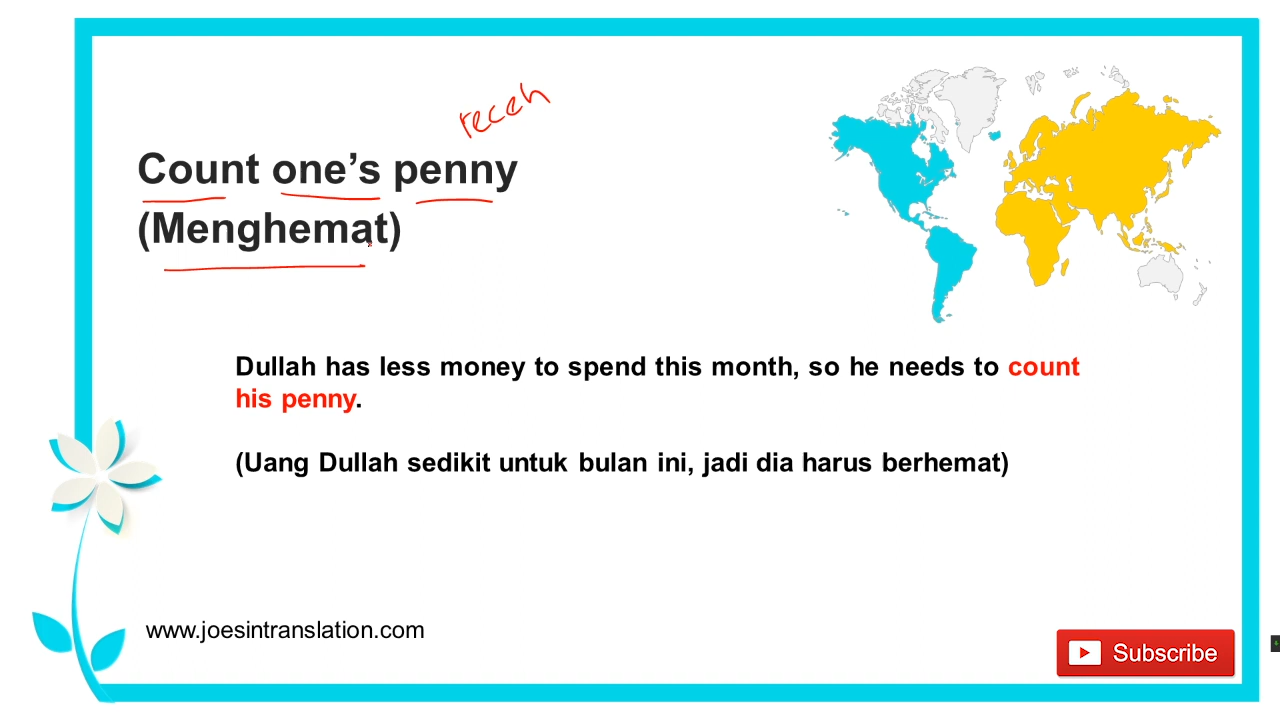 receh
Count one’s penny
(Menghemat)
Dullah has less money to spend this month, so he needs to count
his penny.
(Uang Dullah sedikit untuk bulan ini, jadi dia harus berhemat)
www.joesintranslation.com
Subscribe